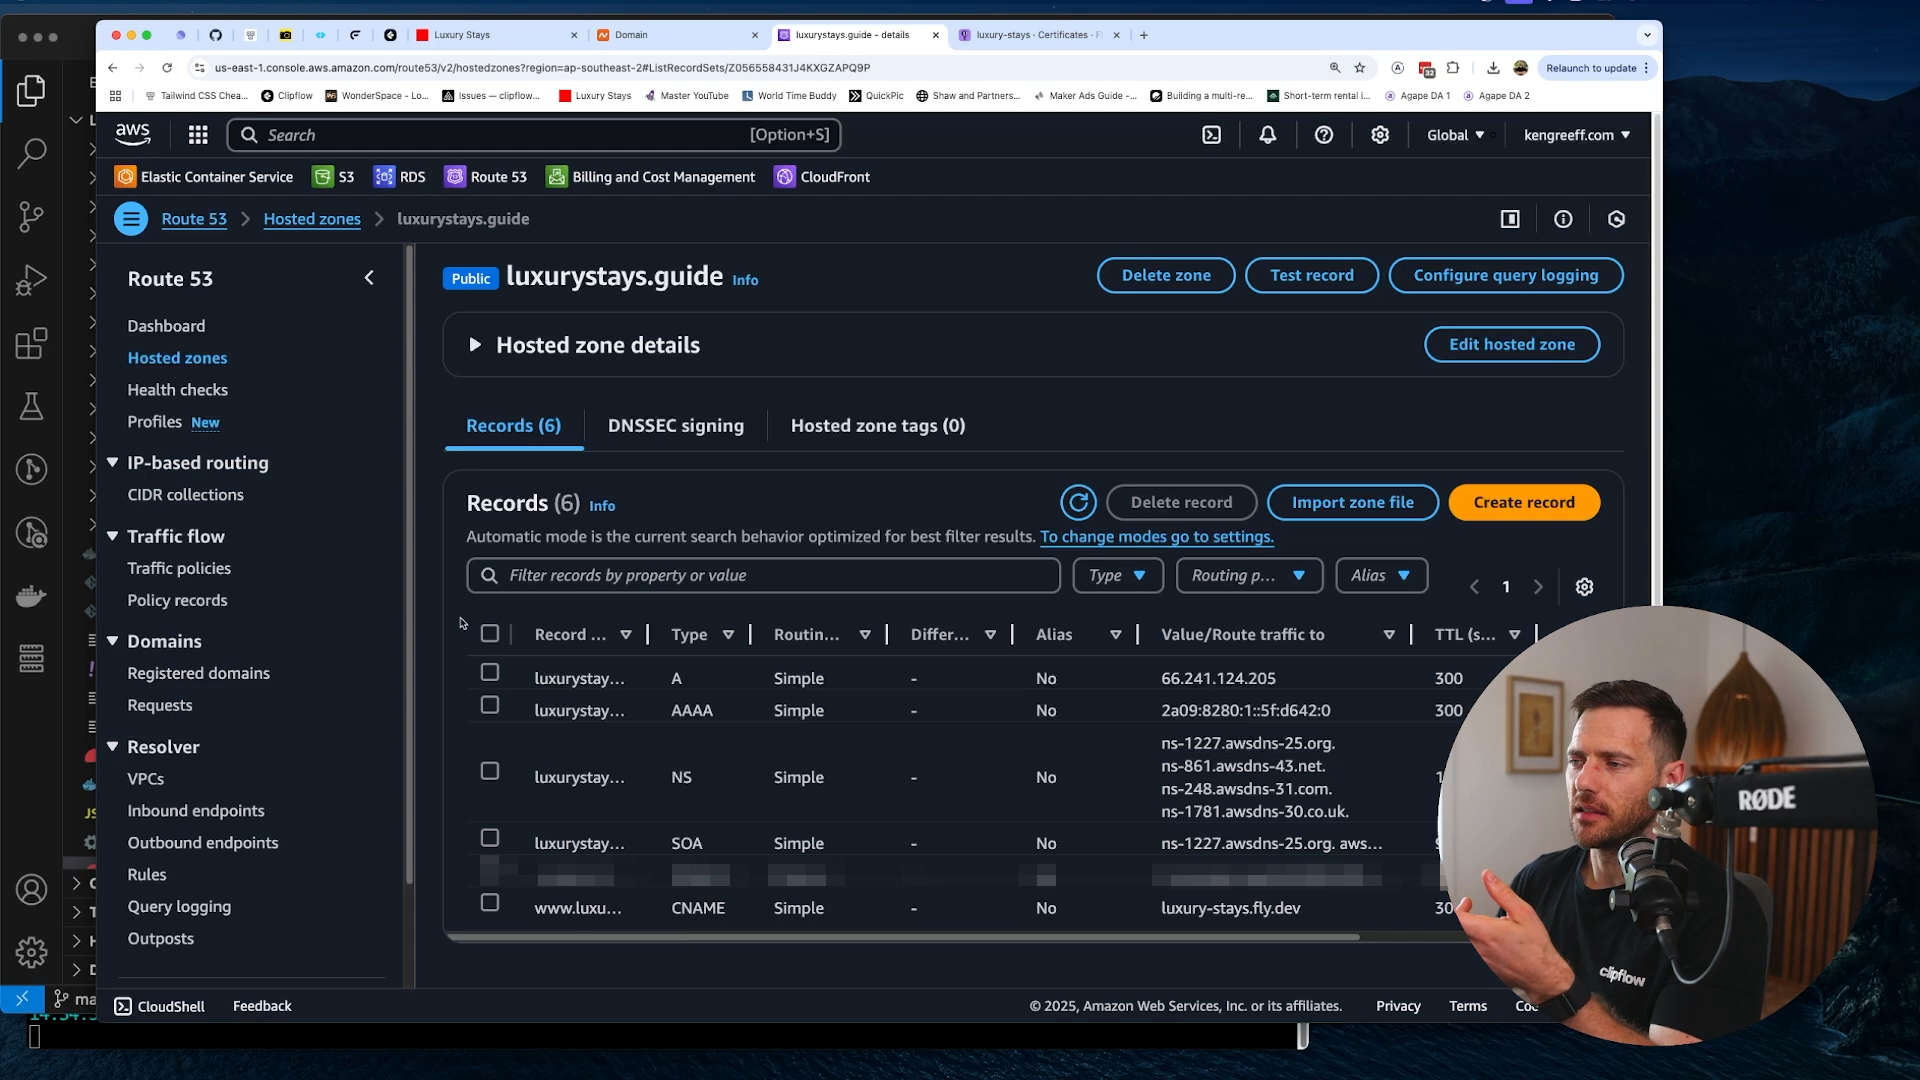 Luxury Stays
Domain
luxurystays.guide - details
luxury-stays · Certificates · F
us-east-1.console.aws.amazon.com/route53/v2/hostedzones?region=ap-southeast-2#ListRecordSets/Z056558431J4KXGZAPQ9P
32
Relaunch to update
Tailwind CSS Chea...
Clipflow
WonderSpace - Lo...
Issues — clipflow...
Luxury Stays
Master YouTube
World Time Buddy
QuickPic
Shaw and Partners...
Maker Ads Guide -...
Building a multi-re...
Short-term rental i...
Agape DA 1
Agape DA 2
aws
Search
[Option+S]
Global
kengreeff.com
Elastic Container Service
S3
RDS
Route 53
Billing and Cost Management
CloudFront
Route 53
Hosted zones
luxurystays.guide
Route 53
Dashboard
Hosted zones
Health checks
Profiles New
IP-based routing
CIDR collections
Traffic flow
Traffic policies
Policy records
Domains
Registered domains
Requests
Resolver
VPCs
Inbound endpoints
Outbound endpoints
Rules
Query logging
Outposts
Public luxurystays.guide Info
Delete zone
Test record
Configure query logging
Hosted zone details
Edit hosted zone
Records (6)
DNSSEC signing
Hosted zone tags (0)
Records (6) Info
Delete record
Import zone file
Create record
Automatic mode is the current search behavior optimized for best filter results. To change modes go to settings.
Filter records by property or value
Type
Routing p...
Alias
1
Record ... Type Routin... Differ... Alias Value/Route traffic to TTL (s...
luxurystay... A Simple - No 66.241.124.205 300
luxurystay... AAAA Simple - No 2a09:8280:1::5f:d642:0 300
luxurystay... NS Simple - No ns-1227.awsdns-25.org.
ns-861.awsdns-43.net.
ns-248.awsdns-31.com.
ns-1781.awsdns-30.co.uk.
luxurystay... SOA Simple - No ns-1227.awsdns-25.org. aws...
www.luxu... CNAME Simple - No luxury-stays.fly.dev 30
CloudShell
Feedback
© 2025, Amazon Web Services, Inc. or its affiliates.
Privacy
Terms
Coo
RØDE
clipflow
ma